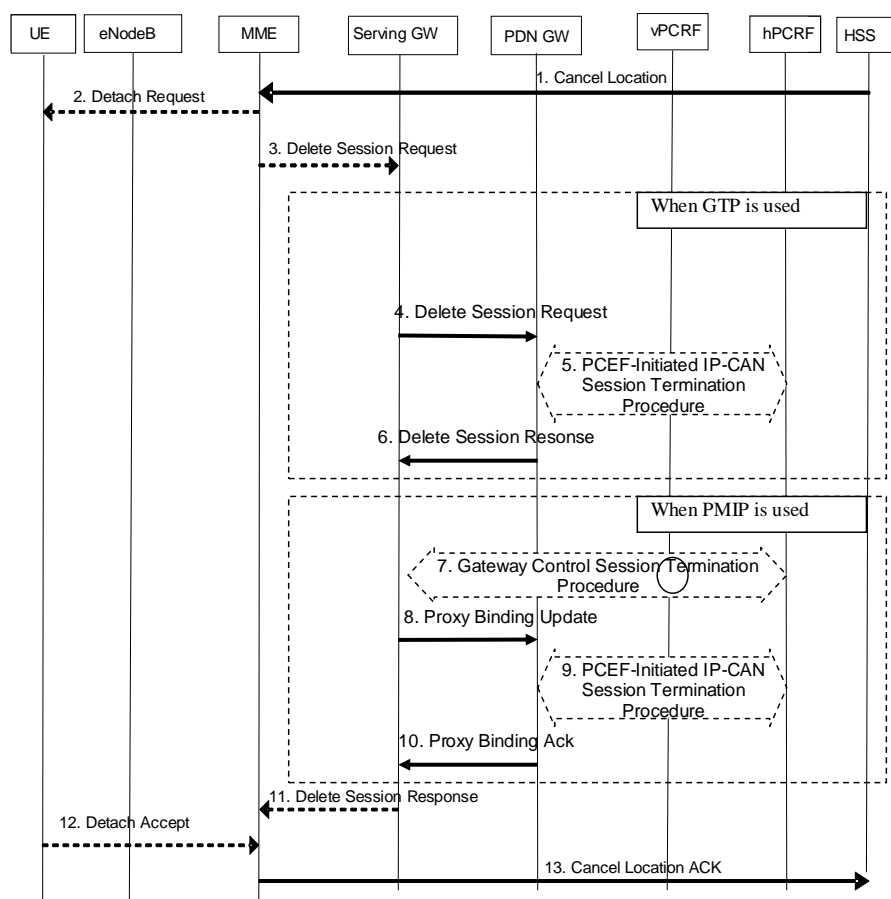 UE
eNodeB
MME
Serving GW
PDN GW
vPCRF
hPCRF
HSS
1. Cancel Location
2. Detach Request
3. Delete Session Request
When GTP is used
4. Delete Session Request
5. PCEF-Initiated IP-CAN
Session Termination
Procedure
6. Delete Session Resonse
When PMIP is used
7. Gateway Control Session Termination
Procedure
8. Proxy Binding Update
9. PCEF-Initiated IP-CAN
Session Termination
Procedure
10. Proxy Binding Ack
11. Delete Session Response
12. Detach Accept
13. Cancel Location ACK